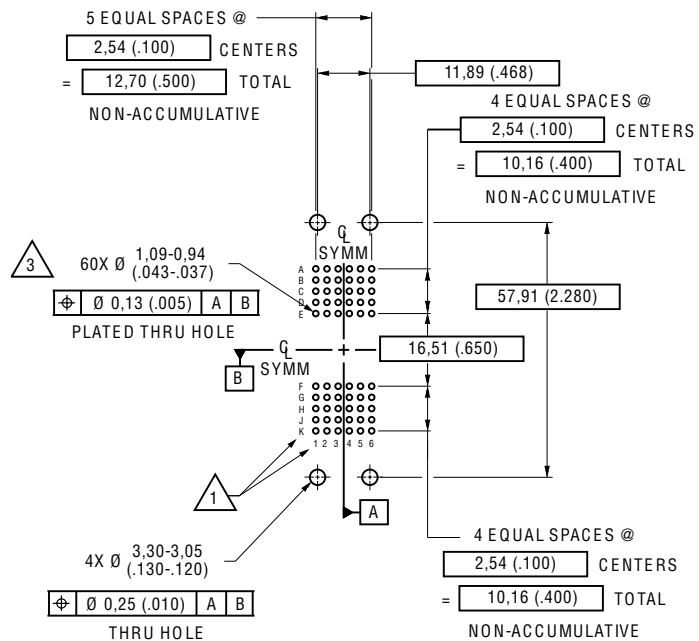 5 EQUAL SPACES @
2,54 (.100) CENTERS
= 12,70 (.500) TOTAL
NON-ACCUMULATIVE
11,89 (.468)
4 EQUAL SPACES @
2,54 (.100) CENTERS
= 10,16 (.400) TOTAL
NON-ACCUMULATIVE
CL
SYMM
3
60X Ø 1,09-0,94
(.043-.037)
⌖ Ø 0,13 (.005) A B
PLATED THRU HOLE
A
B
C
D
E
57,91 (2.280)
CL
SYMM
B
16,51 (.650)
F
G
H
J
K
1 2 3 4 5 6
1
A
4X Ø 3,30-3,05
(.130-.120)
⌖ Ø 0,25 (.010) A B
THRU HOLE
4 EQUAL SPACES @
2,54 (.100) CENTERS
= 10,16 (.400) TOTAL
NON-ACCUMULATIVE